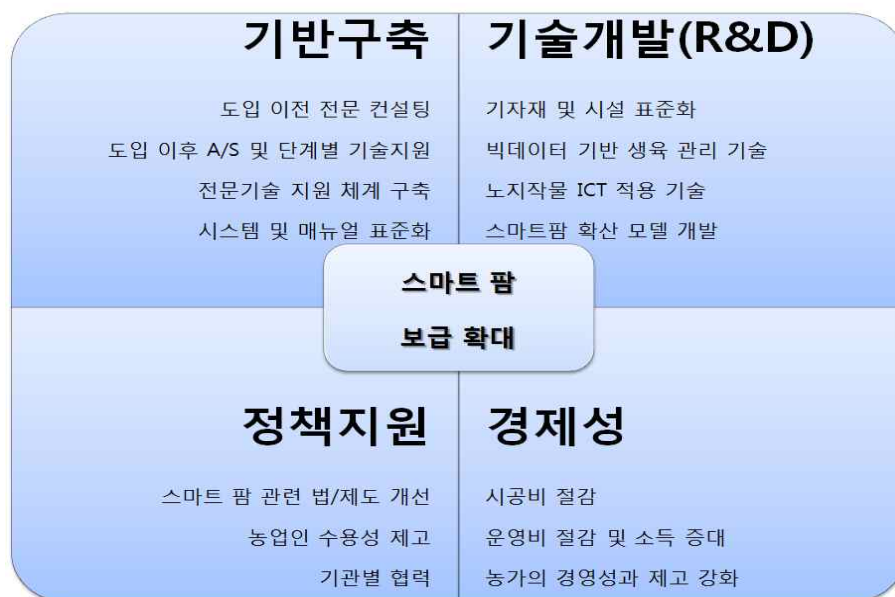 기반구축
도입 이전 전문 컨설팅
도입 이후 A/S 및 단계별 기술지원
전문기술 지원 체계 구축
시스템 및 매뉴얼 표준화
기술개발(R&D)
기자재 및 시설 표준화
빅데이터 기반 생육 관리 기술
노지작물 ICT 적용 기술
스마트팜 확산 모델 개발
스마트 팜
보급 확대
정책지원
스마트 팜 관련 법/제도 개선
농업인 수용성 제고
기관별 협력
경제성
시공비 절감
운영비 절감 및 소득 증대
농가의 경영성과 제고 강화